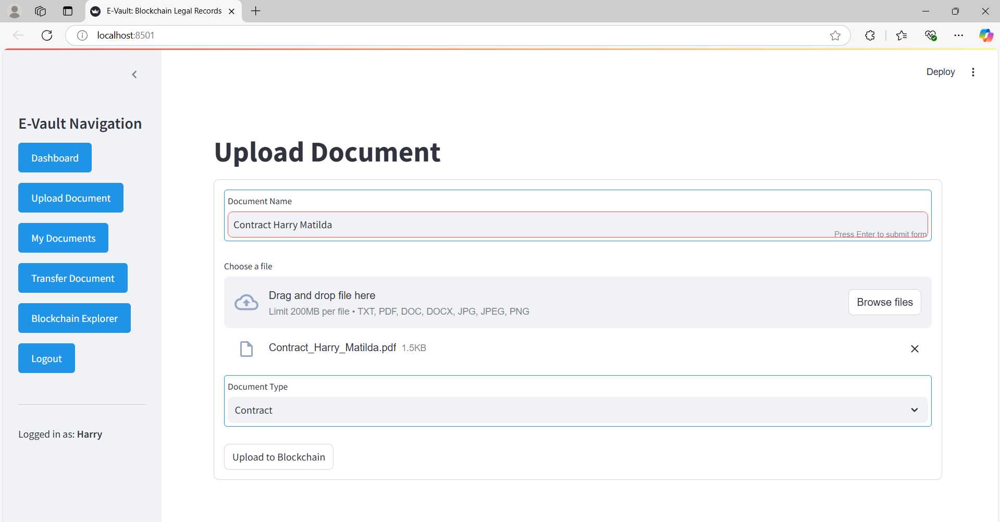 E-Vault: Blockchain Legal Records
localhost:8501
Deploy
E-Vault Navigation
Dashboard
Upload Document
My Documents
Transfer Document
Blockchain Explorer
Logout
Logged in as: Harry
Upload Document
Document Name
Contract Harry Matilda
Press Enter to submit form
Choose a file
Drag and drop file here
Limit 200MB per file • TXT, PDF, DOC, DOCX, JPG, JPEG, PNG
Browse files
Contract_Harry_Matilda.pdf 1.5KB
Document Type
Contract
Upload to Blockchain